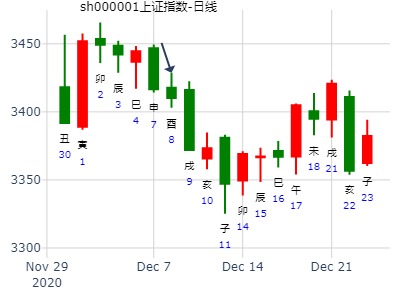 sh000001上证指数-日线
3450
3400
3350
3300
丑
30
寅
1
卯
2
辰
3
巳
4
申
7
酉
8
戌
9
亥
10
子
11
卯
14
辰
15
巳
16
午
17
未
18
戌
21
亥
22
子
23
Nov 29
2020
Dec 7
Dec 14
Dec 21